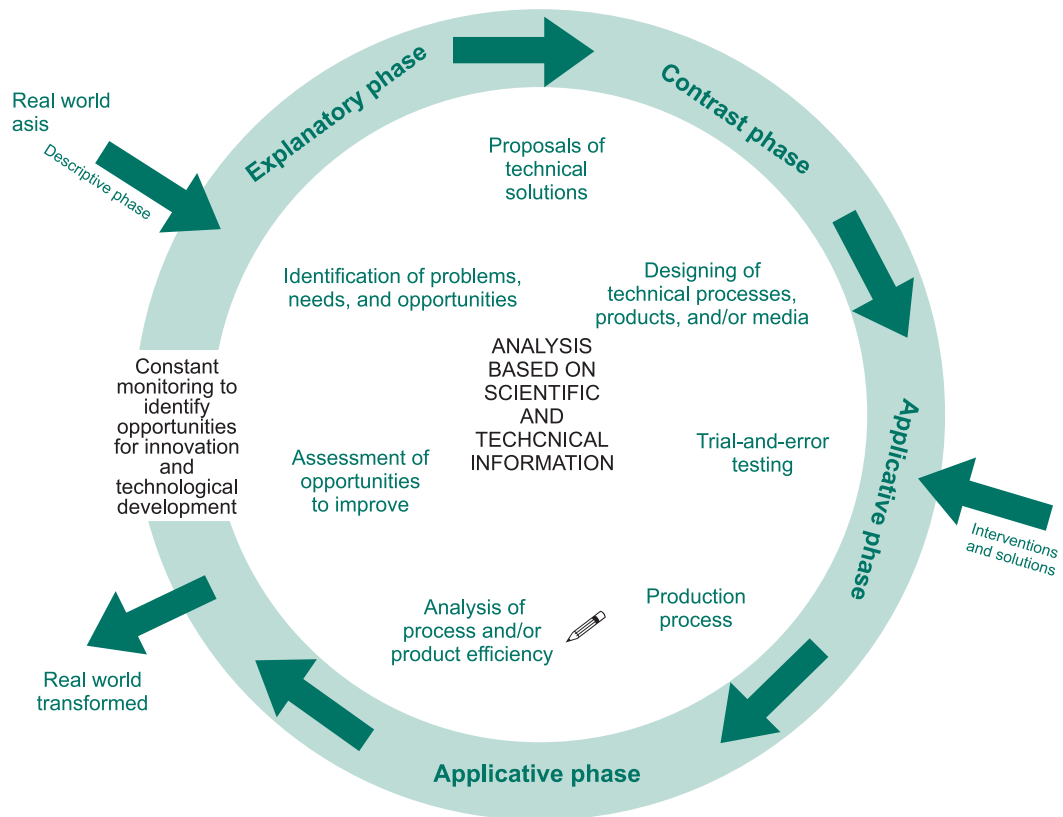 Explanatory phase
Contrast phase
Real world
asis
Descriptive phase
Proposals of
technical
solutions
Identification of problems,
needs, and opportunities
Designing of
technical processes,
products, and/or media
Constant
monitoring to
identify
opportunities
for innovation
and
technological
development
ANALYSIS
BASED ON
SCIENTIFIC
AND
TECHCNICAL
INFORMATION
Assessment of
opportunities
to improve
Trial-and-error
testing
Applicative phase
Interventions
and solutions
Analysis of
process and/or
product efficiency
Production
process
Real world
transformed
Applicative phase